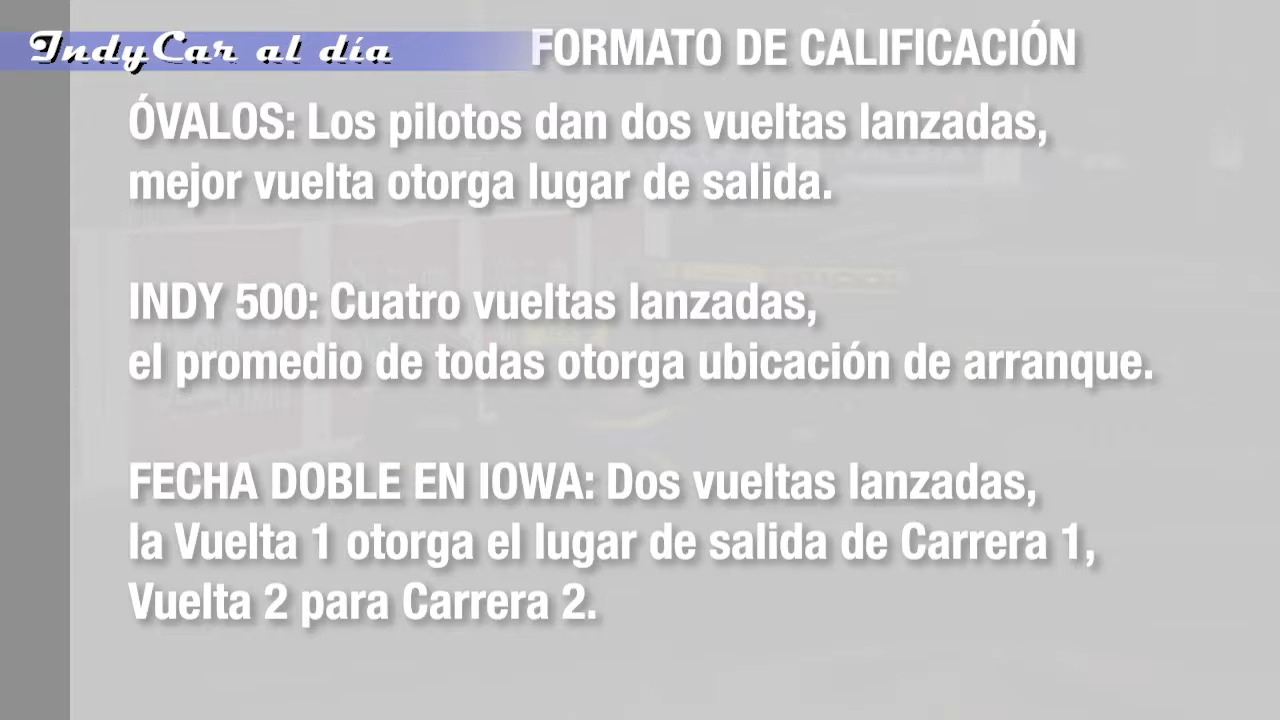 IndyCar al día
FORMATO DE CALIFICACIÓN
ÓVALOS: Los pilotos dan dos vueltas lanzadas,
mejor vuelta otorga lugar de salida.
INDY 500: Cuatro vueltas lanzadas,
el promedio de todas otorga ubicación de arranque.
FECHA DOBLE EN IOWA: Dos vueltas lanzadas,
la Vuelta 1 otorga el lugar de salida de Carrera 1,
Vuelta 2 para Carrera 2.